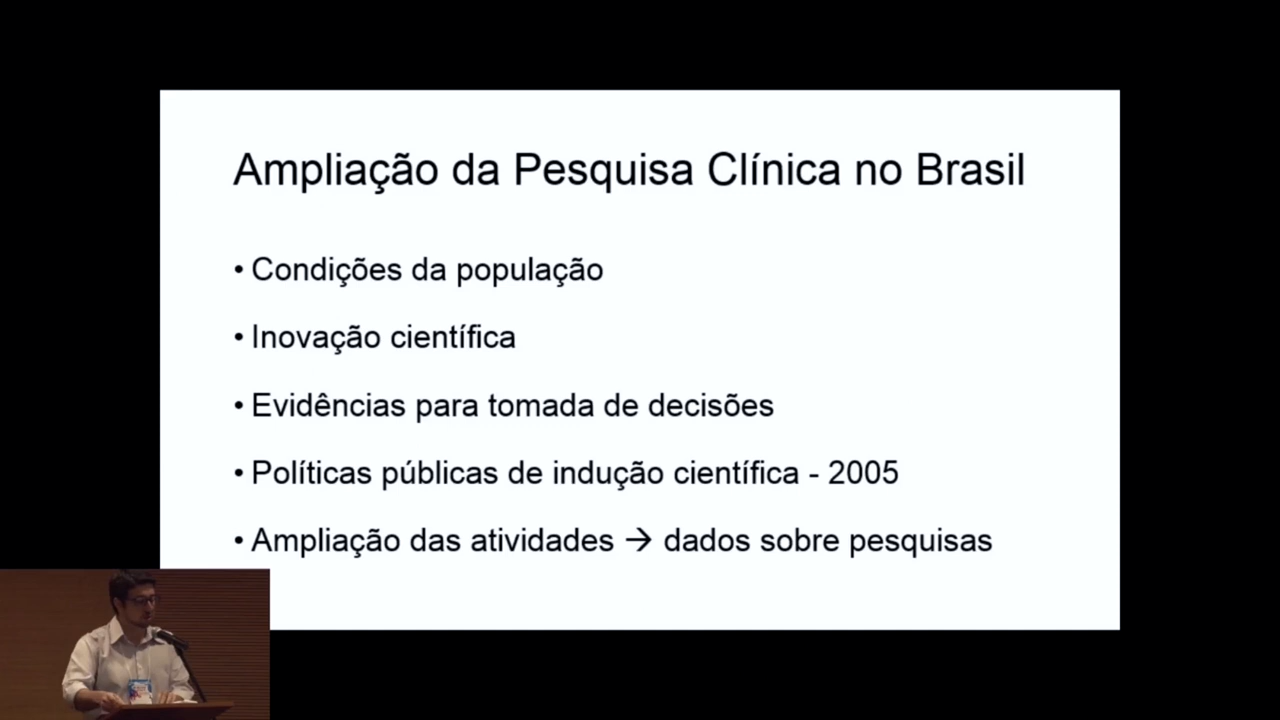 Ampliação da Pesquisa Clínica no Brasil
• Condições da população
• Inovação científica
• Evidências para tomada de decisões
• Políticas públicas de indução científica - 2005
• Ampliação das atividades → dados sobre pesquisas